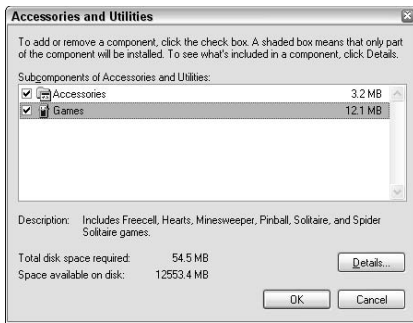 Accessories and Utilities
To add or remove a component, click the check box. A shaded box means that only part
of the component will be installed. To see what's included in a component, click Details.
Subcomponents of Accessories and Utilities:
Accessories 3.2 MB
Games 12.1 MB
Description: Includes Freecell, Hearts, Minesweeper, Pinball, Solitaire, and Spider
Solitaire games.
Total disk space required: 54.5 MB
Space available on disk: 12553.4 MB
Details...
OK Cancel